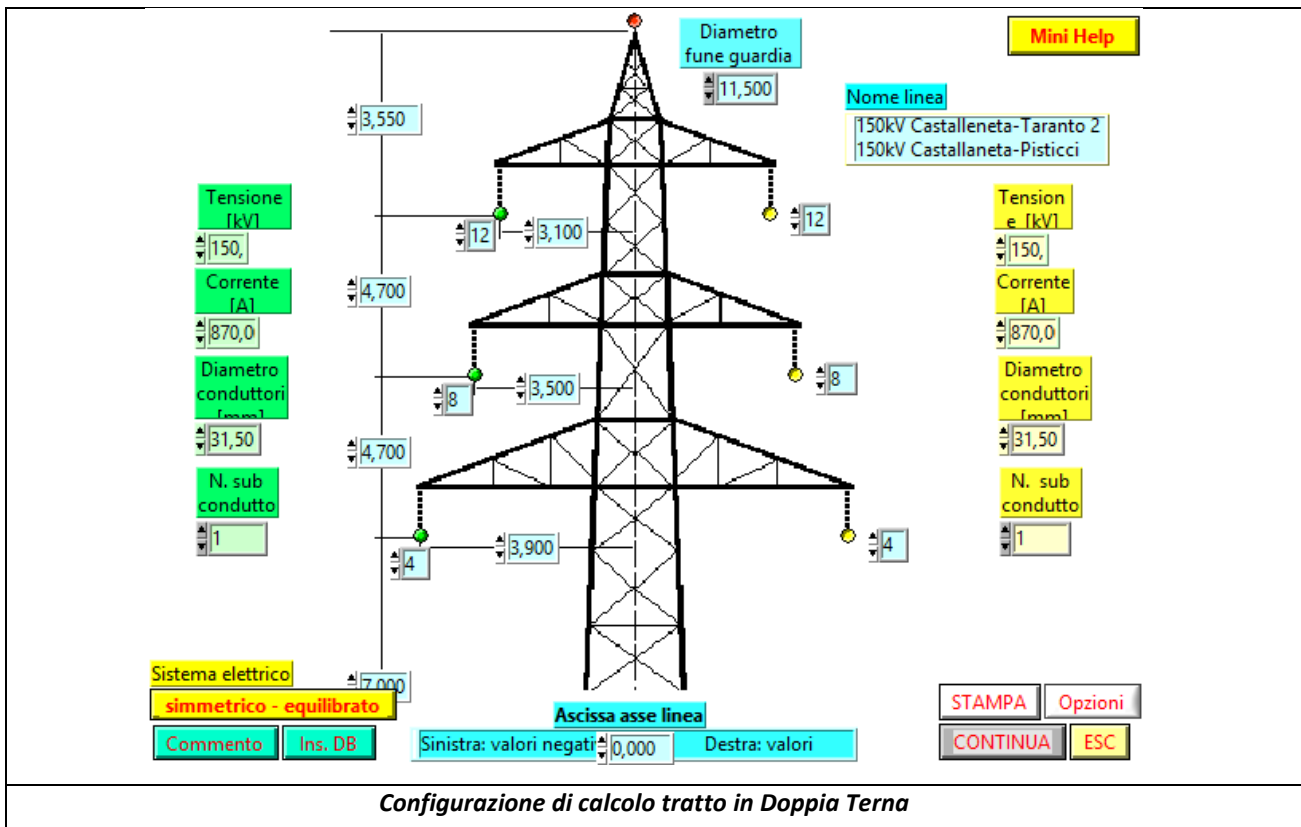 Diametro
fune guardia
11,500
Mini Help
Nome linea
150kV Castalleneta-Taranto 2
150kV Castallaneta-Pisticci
3,550
Tensione
[kV]
150,
12
3,100
12
Tension
e [kV]
150,
Corrente
[A]
870,0
4,700
Corrente
[A]
870,0
Diametro
conduttori
[mm]
31,50
8
3,500
8
Diametro
conduttori
[mm]
31,50
4,700
N. sub
condutto
1
4
3,900
4
N. sub
condutto
1
Sistema elettrico
7,000
simmetrico - equilibrato
Commento
Ins. DB
Ascissa asse linea
Sinistra: valori negati
0,000
Destra: valori
STAMPA
Opzioni
CONTINUA
ESC
Configurazione di calcolo tratto in Doppia Terna